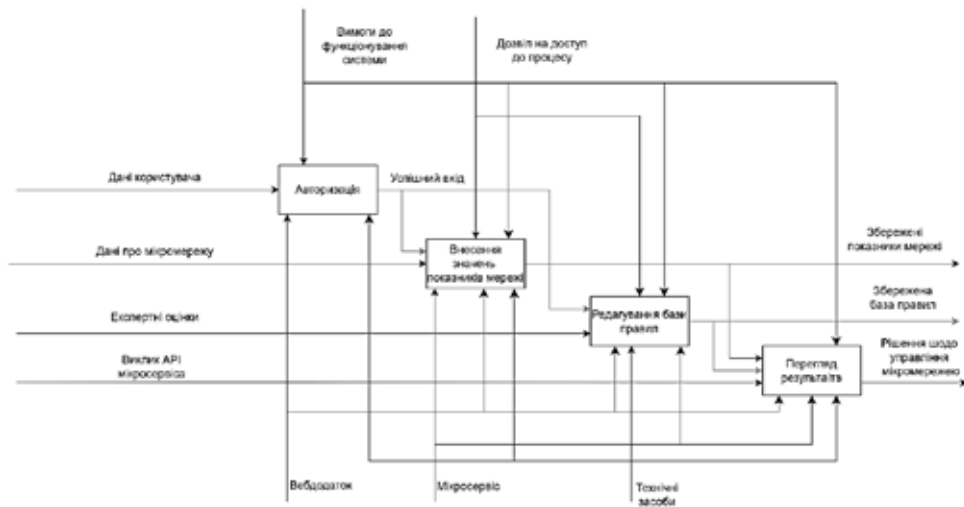 Вимоги до
функціонування
системи
Дозвіл на доступ
до процесу
Дані користувача
Авторизація
Успішний вхід
Дані про мікромережу
Внесення
значень
показників мережі
Збережені
показники мережі
Експертні оцінки
Редагування бази
правил
Збережена
база правил
Виклик API
мікросервіса
Перегляд
результатів
Рішення щодо
управління
мікромережею
Вебдодаток
Мікросервіс
Технічні
засоби